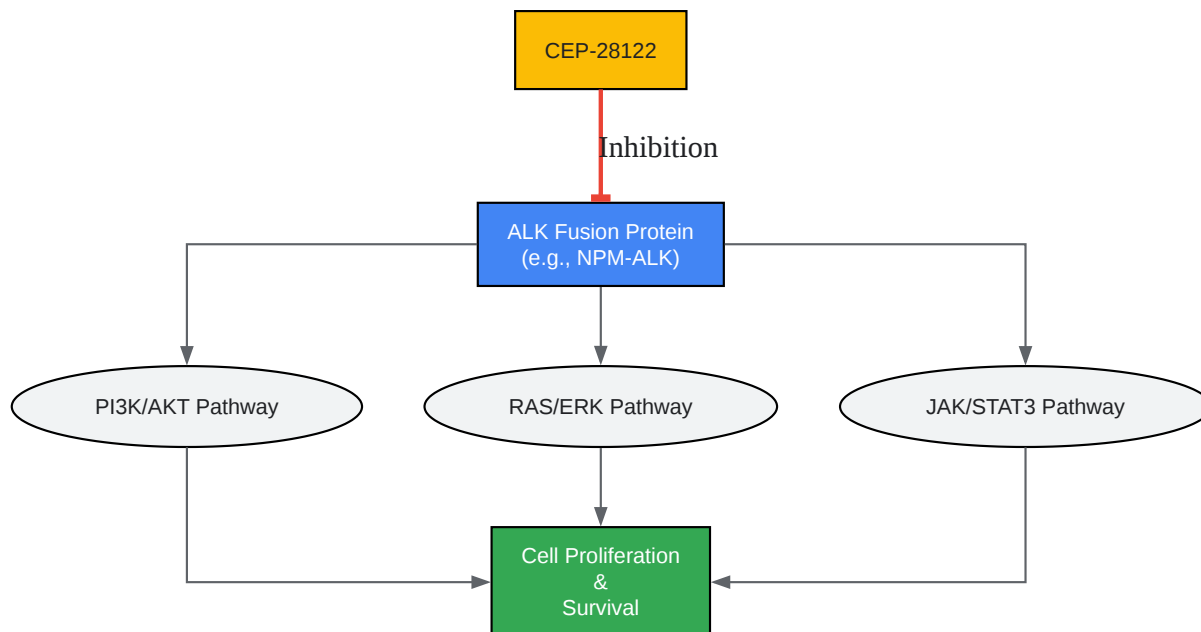 CEP-28122
Inhibition
ALK Fusion Protein
(e.g., NPM-ALK)
PI3K/AKT Pathway
RAS/ERK Pathway
JAK/STAT3 Pathway
Cell Proliferation
&
Survival